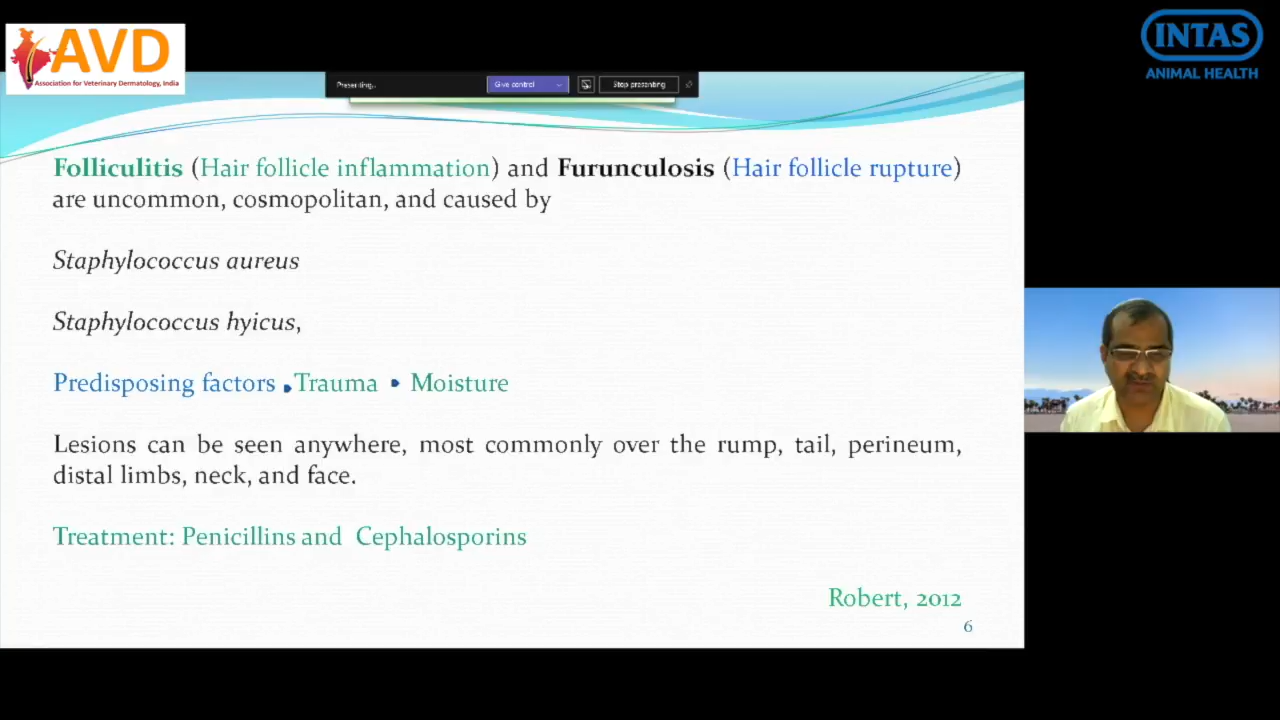 AVD
Association for Veterinary Dermatology, India
INTAS
ANIMAL HEALTH
Presenting...
Give control
Stop presenting
Folliculitis (Hair follicle inflammation) and Furunculosis (Hair follicle rupture)
are uncommon, cosmopolitan, and caused by
Staphylococcus aureus
Staphylococcus hyicus,
Predisposing factors •Trauma • Moisture
Lesions can be seen anywhere, most commonly over the rump, tail, perineum,
distal limbs, neck, and face.
Treatment: Penicillins and Cephalosporins
Robert, 2012
6